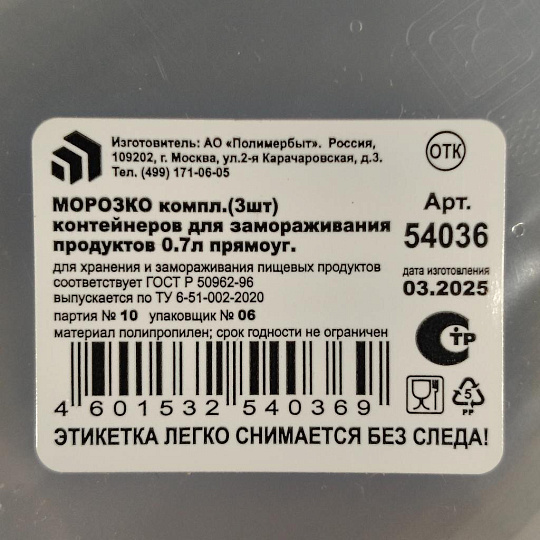 Изготовитель: АО «Полимербыт». Россия,
109202, г. Москва, ул.2-я Карачаровская, д.3.
Тел. (499) 171-06-05
ОТК
МОРОЗКО компл.(3шт)
контейнеров для замораживания
продуктов 0.7л прямоуг.
Арт.
54036
для хранения и замораживания пищевых продуктов
соответствует ГОСТ Р 50962-96
выпускается по ТУ 6-51-002-2020
дата изготовления
03.2025
партия № 10 упаковщик № 06
материал полипропилен; срок годности не ограничен
СТР
4 601532 540369
5
PP
ЭТИКЕТКА ЛЕГКО СНИМАЕТСЯ БЕЗ СЛЕДА!